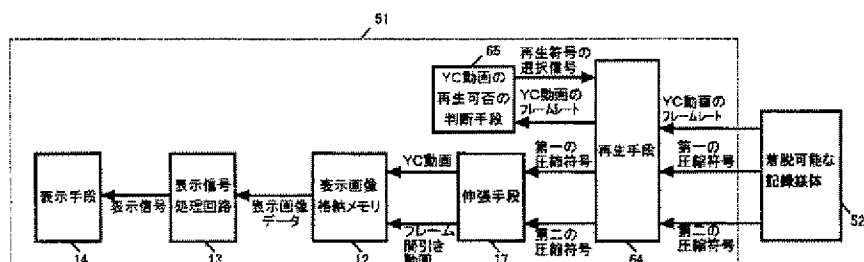 51
65
YC動画の
再生可否の
判断手段
再生符号の
選択信号
YC動画の
フレームレート
再生手段
64
YC動画の
フレームレート
第一の
圧縮符号
第二の
圧縮符号
着脱可能な
記録媒体
52
第一の
圧縮符号
第二の
圧縮符号
伸張手段
17
YC動画
フレーム
間引き
動画
表示画像
格納メモリ
12
表示画像
データ
表示信号
処理回路
13
表示信号
表示手段
14